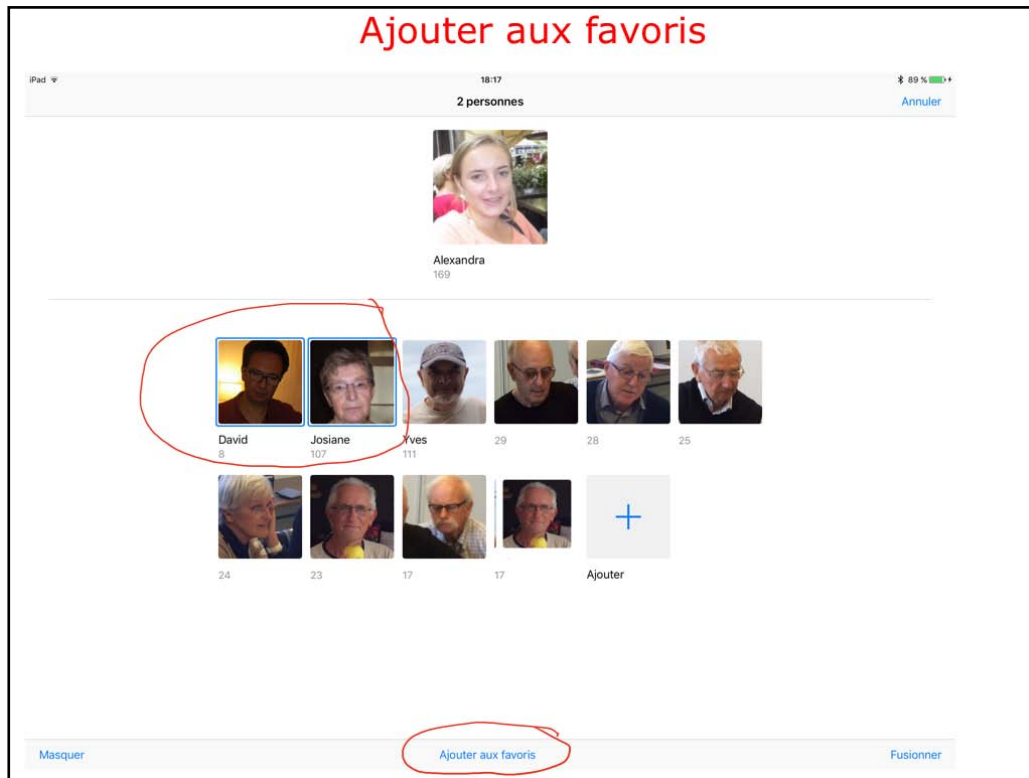 Ajouter aux favoris
iPad 18:17 89 %
2 personnes Annuler
Alexandra
169
David Josiane Yves 29 28 25
8 107 111
24 23 17 17 Ajouter
Masquer Ajouter aux favoris Fusionner